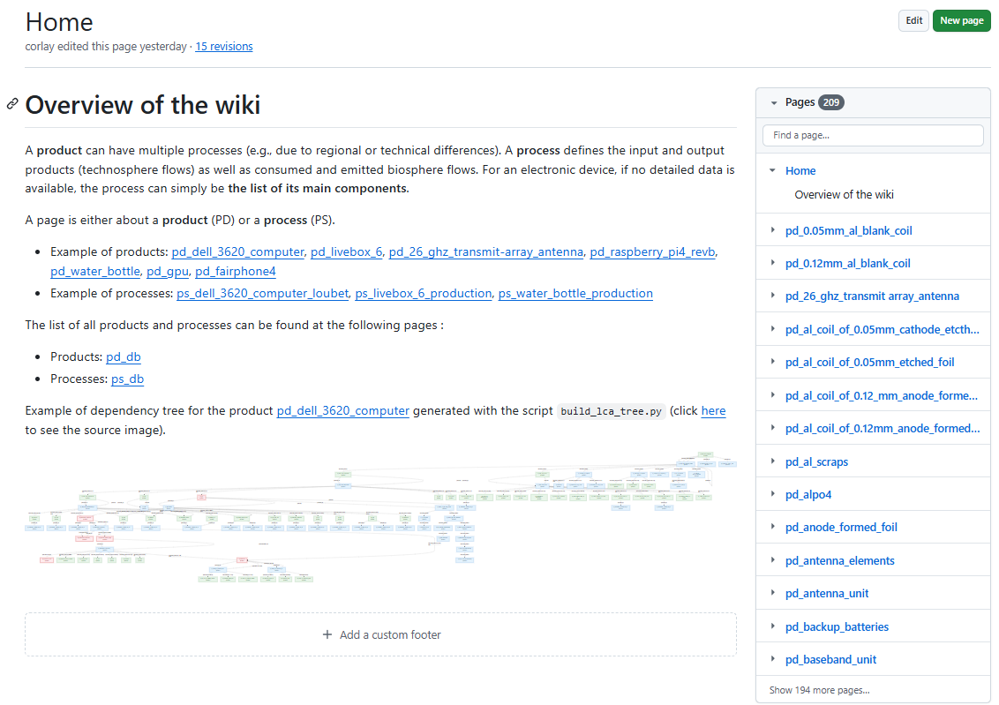 Home
Edit
New page
corlay edited this page yesterday · 15 revisions
Overview of the wiki
A product can have multiple processes (e.g., due to regional or technical differences). A process defines the input and output
products (technosphere flows) as well as consumed and emitted biosphere flows. For an electronic device, if no detailed data is
available, the process can simply be the list of its main components.
A page is either about a product (PD) or a process (PS).
• Example of products: pd_dell_3620_computer, pd_livebox_6, pd_26_ghz_transmit-array_antenna, pd_raspberry_pi4_revb,
pd_water_bottle, pd_gpu, pd_fairphone4
• Example of processes: ps_dell_3620_computer_loubet, ps_livebox_6_production, ps_water_bottle_production
The list of all products and processes can be found at the following pages :
• Products: pd_db
• Processes: ps_db
Example of dependency tree for the product pd_dell_3620_computer generated with the script build_lca_tree.py (click here
to see the source image).
+ Add a custom footer
Pages 209
Find a page...
Home
Overview of the wiki
pd_0.05mm_al_blank_coil
pd_0.12mm_al_blank_coil
pd_26_ghz_transmit array_antenna
pd_al_coil_of_0.05mm_cathode_etcth...
pd_al_coil_of_0.05mm_etched_foil
pd_al_coil_of_0.12_mm_anode_forme...
pd_al_coil_of_0.12mm_anode_formed...
pd_al_scraps
pd_alpo4
pd_anode_formed_foil
pd_antenna_elements
pd_antenna_unit
pd_backup_batteries
pd_baseband_unit
Show 194 more pages...